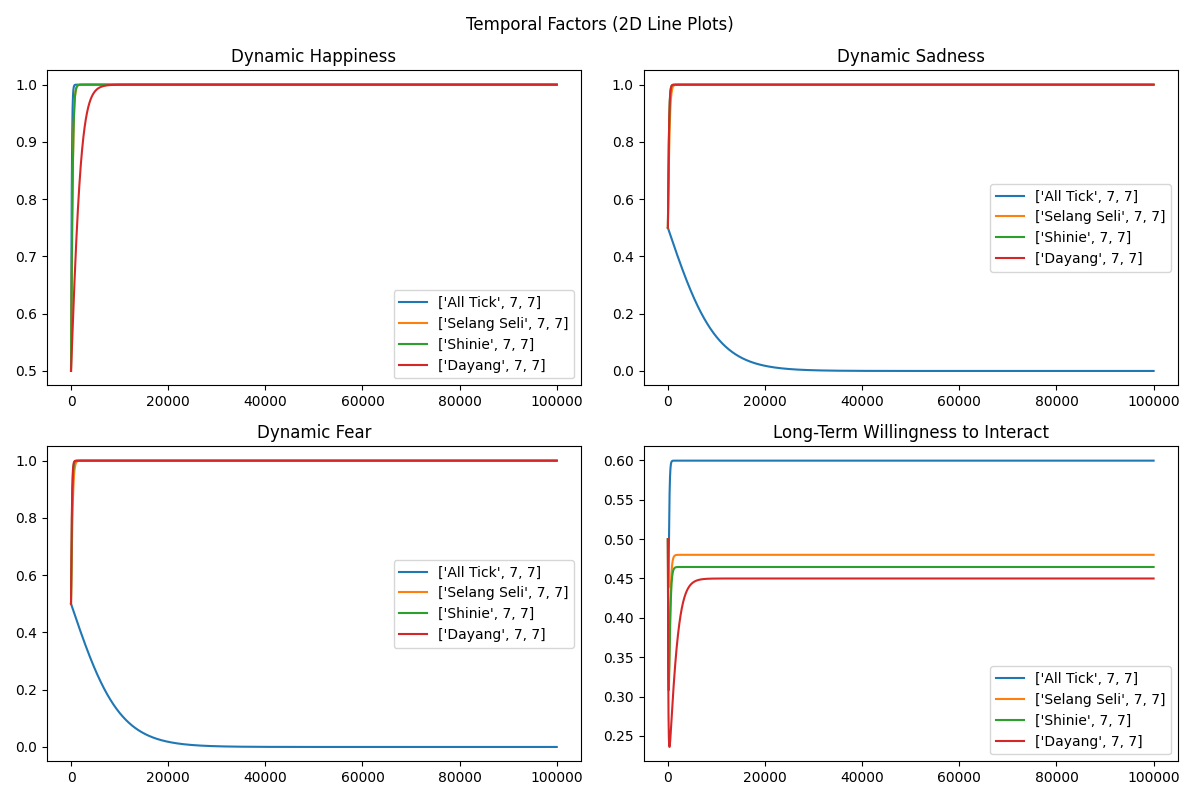 Temporal Factors (2D Line Plots)
Dynamic Happiness
1.0
0.9
0.8
0.7
0.6
0.5
0 20000 40000 60000 80000 100000
['All Tick', 7, 7]
['Selang Seli', 7, 7]
['Shinie', 7, 7]
['Dayang', 7, 7]
Dynamic Sadness
1.0
0.8
0.6
0.4
0.2
0.0
0 20000 40000 60000 80000 100000
['All Tick', 7, 7]
['Selang Seli', 7, 7]
['Shinie', 7, 7]
['Dayang', 7, 7]
Dynamic Fear
1.0
0.8
0.6
0.4
0.2
0.0
0 20000 40000 60000 80000 100000
['All Tick', 7, 7]
['Selang Seli', 7, 7]
['Shinie', 7, 7]
['Dayang', 7, 7]
Long-Term Willingness to Interact
0.60
0.55
0.50
0.45
0.40
0.35
0.30
0.25
0 20000 40000 60000 80000 100000
['All Tick', 7, 7]
['Selang Seli', 7, 7]
['Shinie', 7, 7]
['Dayang', 7, 7]